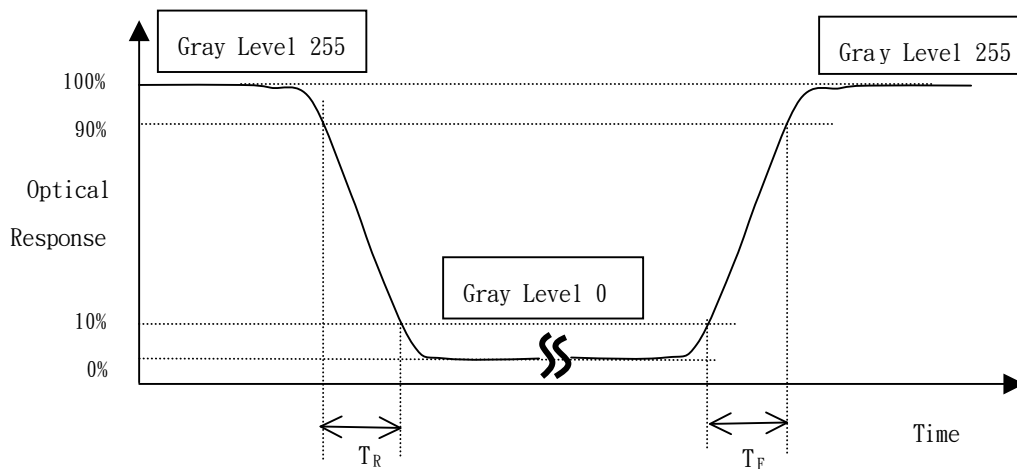 Gray Level 255
Gray Level 255
100%
90%
Optical
Response
Gray Level 0
10%
0%
Time
TR
TF